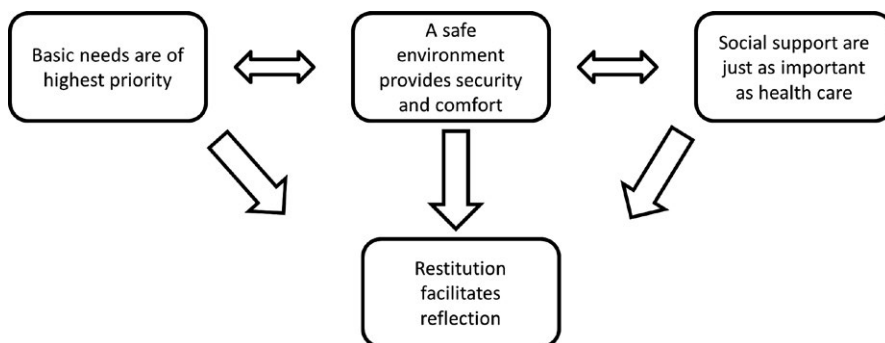 Basic needs are of
highest priority
A safe
environment
provides security
and comfort
Social support are
just as important
as health care
Restitution
facilitates
reflection